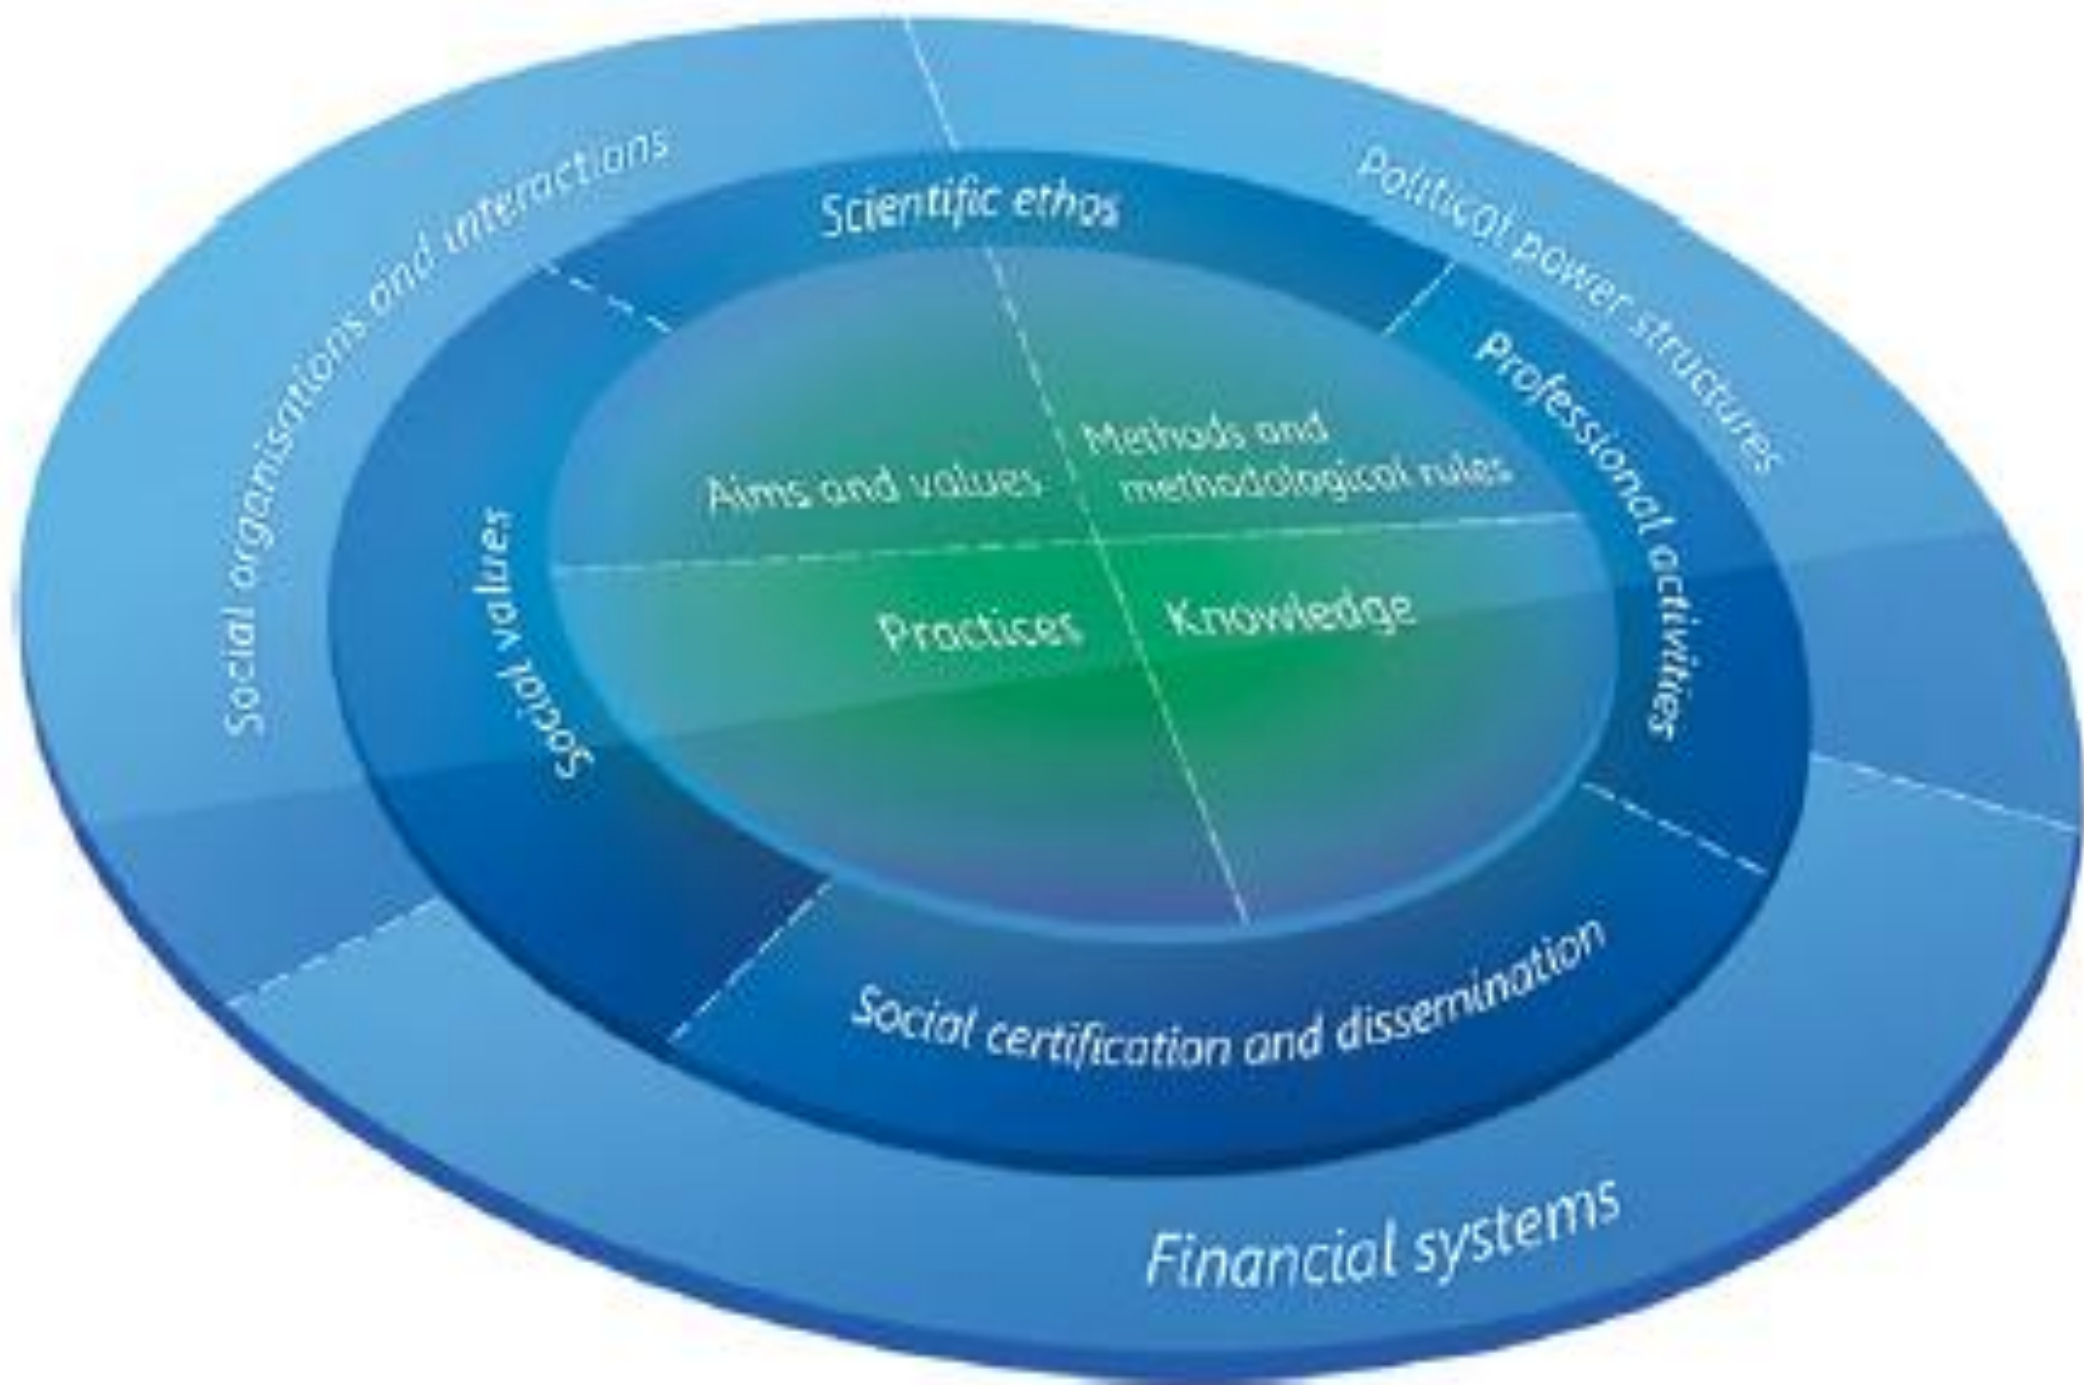 Social organisations and interactions
Political power structures
Scientific ethos
Professional activities
Social values
Aims and values
Methods and
methodological rules
Practices
Knowledge
Social certification and dissemination
Financial systems